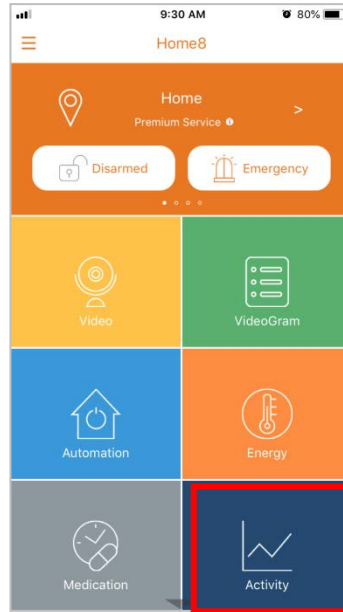 9:30 AM
80%
Home8
Home
Premium Service
>
Disarmed
Emergency
Video
VideoGram
Automation
Energy
Medication
Activity